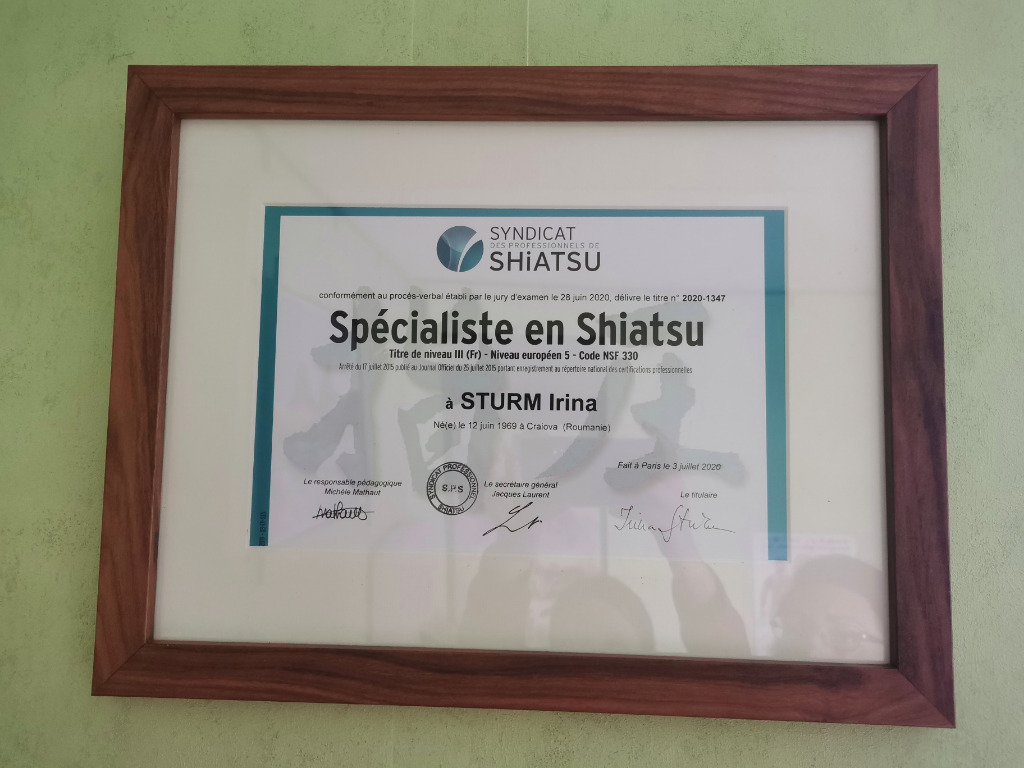 SYNDICAT
DES PROFESSIONNELS DE
SHiATSU
conformément au procès-verbal établi par le jury d'examen le 28 juin 2020, délivre le titre n° 2020-1347
Spécialiste en Shiatsu
Titre de niveau III (Fr) - Niveau européen 5 - Code NSF 330
Arrêté du 17 juillet 2015 publié au Journal Officiel du 25 juillet 2015 portant enregistrement au répertoire national des certifications professionnelles
à STURM Irina
Né(e) le 12 juin 1969 à Craiova (Roumanie)
Fait à Paris le 3 juillet 2020
Le responsable pédagogique
Michèle Mathaut
SYNDICAT PROFESSIONNEL
S.P.S
SHIATSU
Le secrétaire général
Jacques Laurent
Le titulaire
Irina Sturm